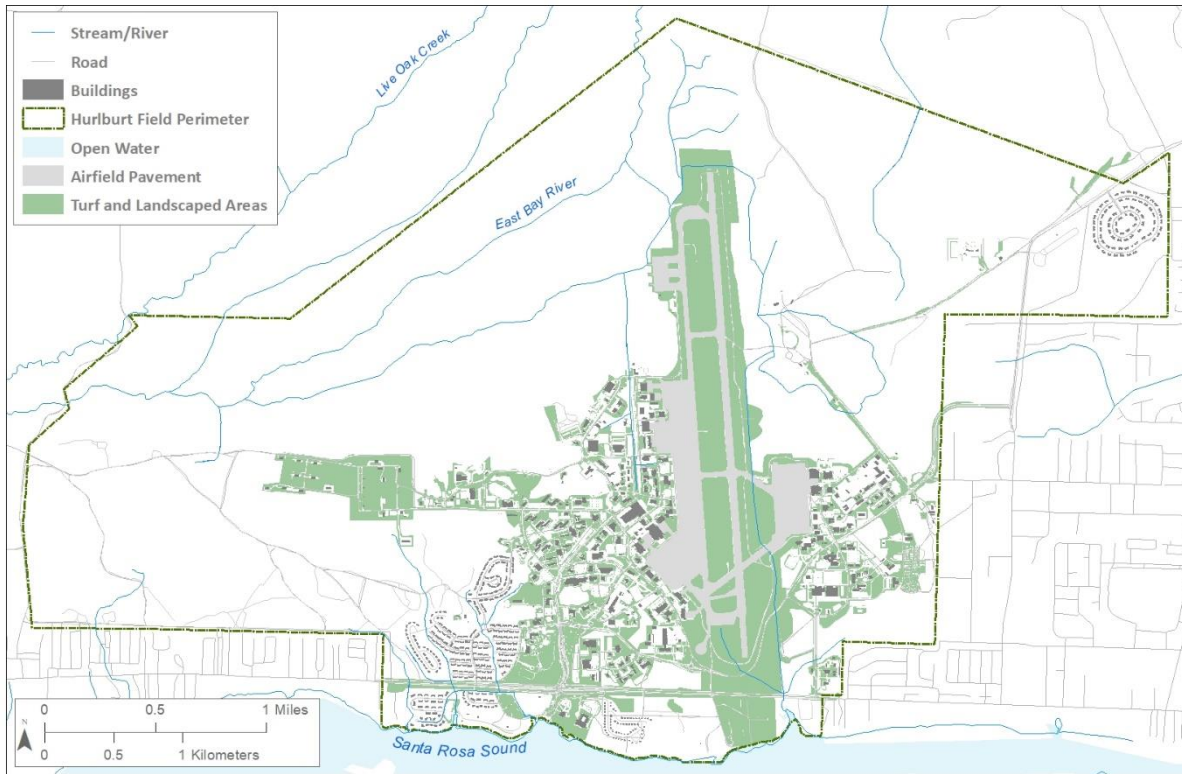 Stream/River
Road
Buildings
Hurlburt Field Perimeter
Open Water
Airfield Pavement
Turf and Landscaped Areas
Live Oak Creek
East Bay River
Santa Rosa Sound
0 0.5 1 Miles
N
0 0.5 1 Kilometers